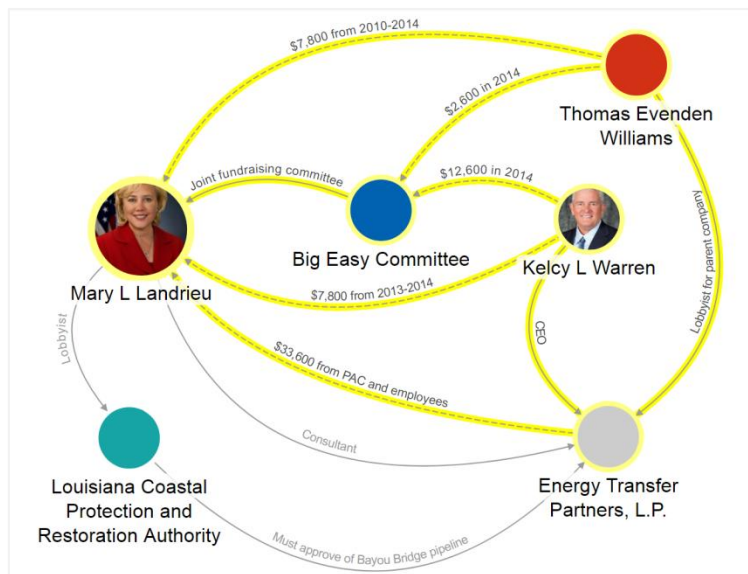 $7,800 from 2010-2014
Thomas Evenden
Williams
$2,600 in 2014
$12,600 in 2014
Joint fundraising committee
Big Easy Committee
Kelcy L Warren
Mary L Landrieu
$7,800 from 2013-2014
Lobbyist for parent company
CEO
Lobbyist
$33,600 from PAC and employees
Consultant
Louisiana Coastal
Protection and
Restoration Authority
Energy Transfer
Partners, L.P.
Must approve of Bayou Bridge pipeline